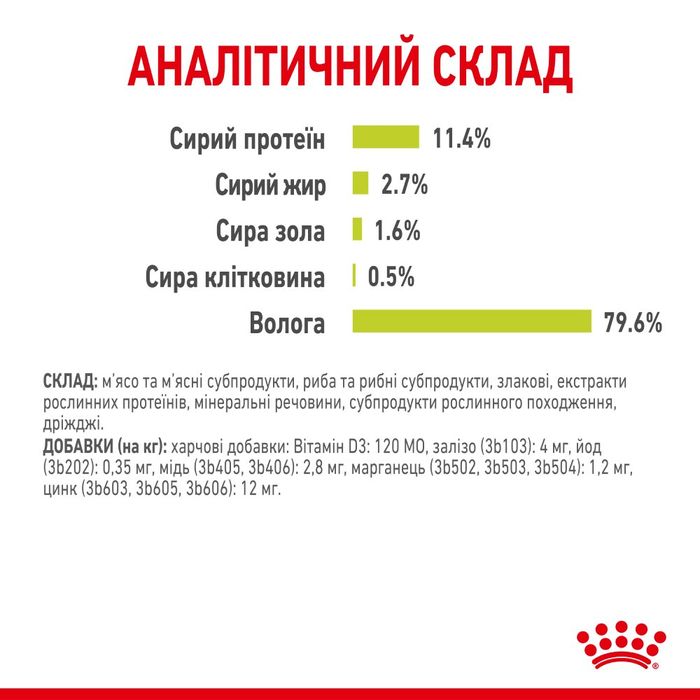 АНАЛІТИЧНИЙ СКЛАД
Сирий протеїн 11.4%
Сирий жир 2.7%
Сира зола 1.6%
Сира клітковина 0.5%
Волога 79.6%
СКЛАД: м'ясо та м'ясні субпродукти, риба та рибні субпродукти, злакові, екстракти
рослинних протеїнів, мінеральні речовини, субпродукти рослинного походження,
дріжджі.
ДОБАВКИ (на кг): харчові добавки: Вітамін D3: 120 МО, залізо (3b103): 4 мг, йод
(3b202): 0,35 мг, мідь (3b405, 3b406): 2,8 мг, марганець (3b502, 3b503, 3b504): 1,2 мг,
цинк (3b603, 3b605, 3b606): 12 мг.